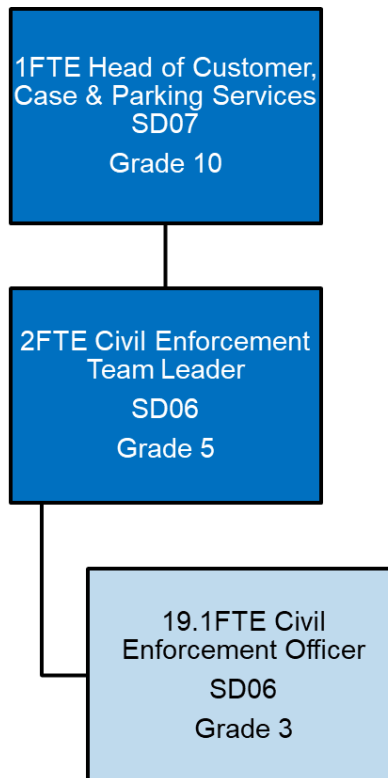 1FTE Head of Customer,
Case & Parking Services
SD07
Grade 10
2FTE Civil Enforcement
Team Leader
SD06
Grade 5
19.1FTE Civil
Enforcement Officer
SD06
Grade 3